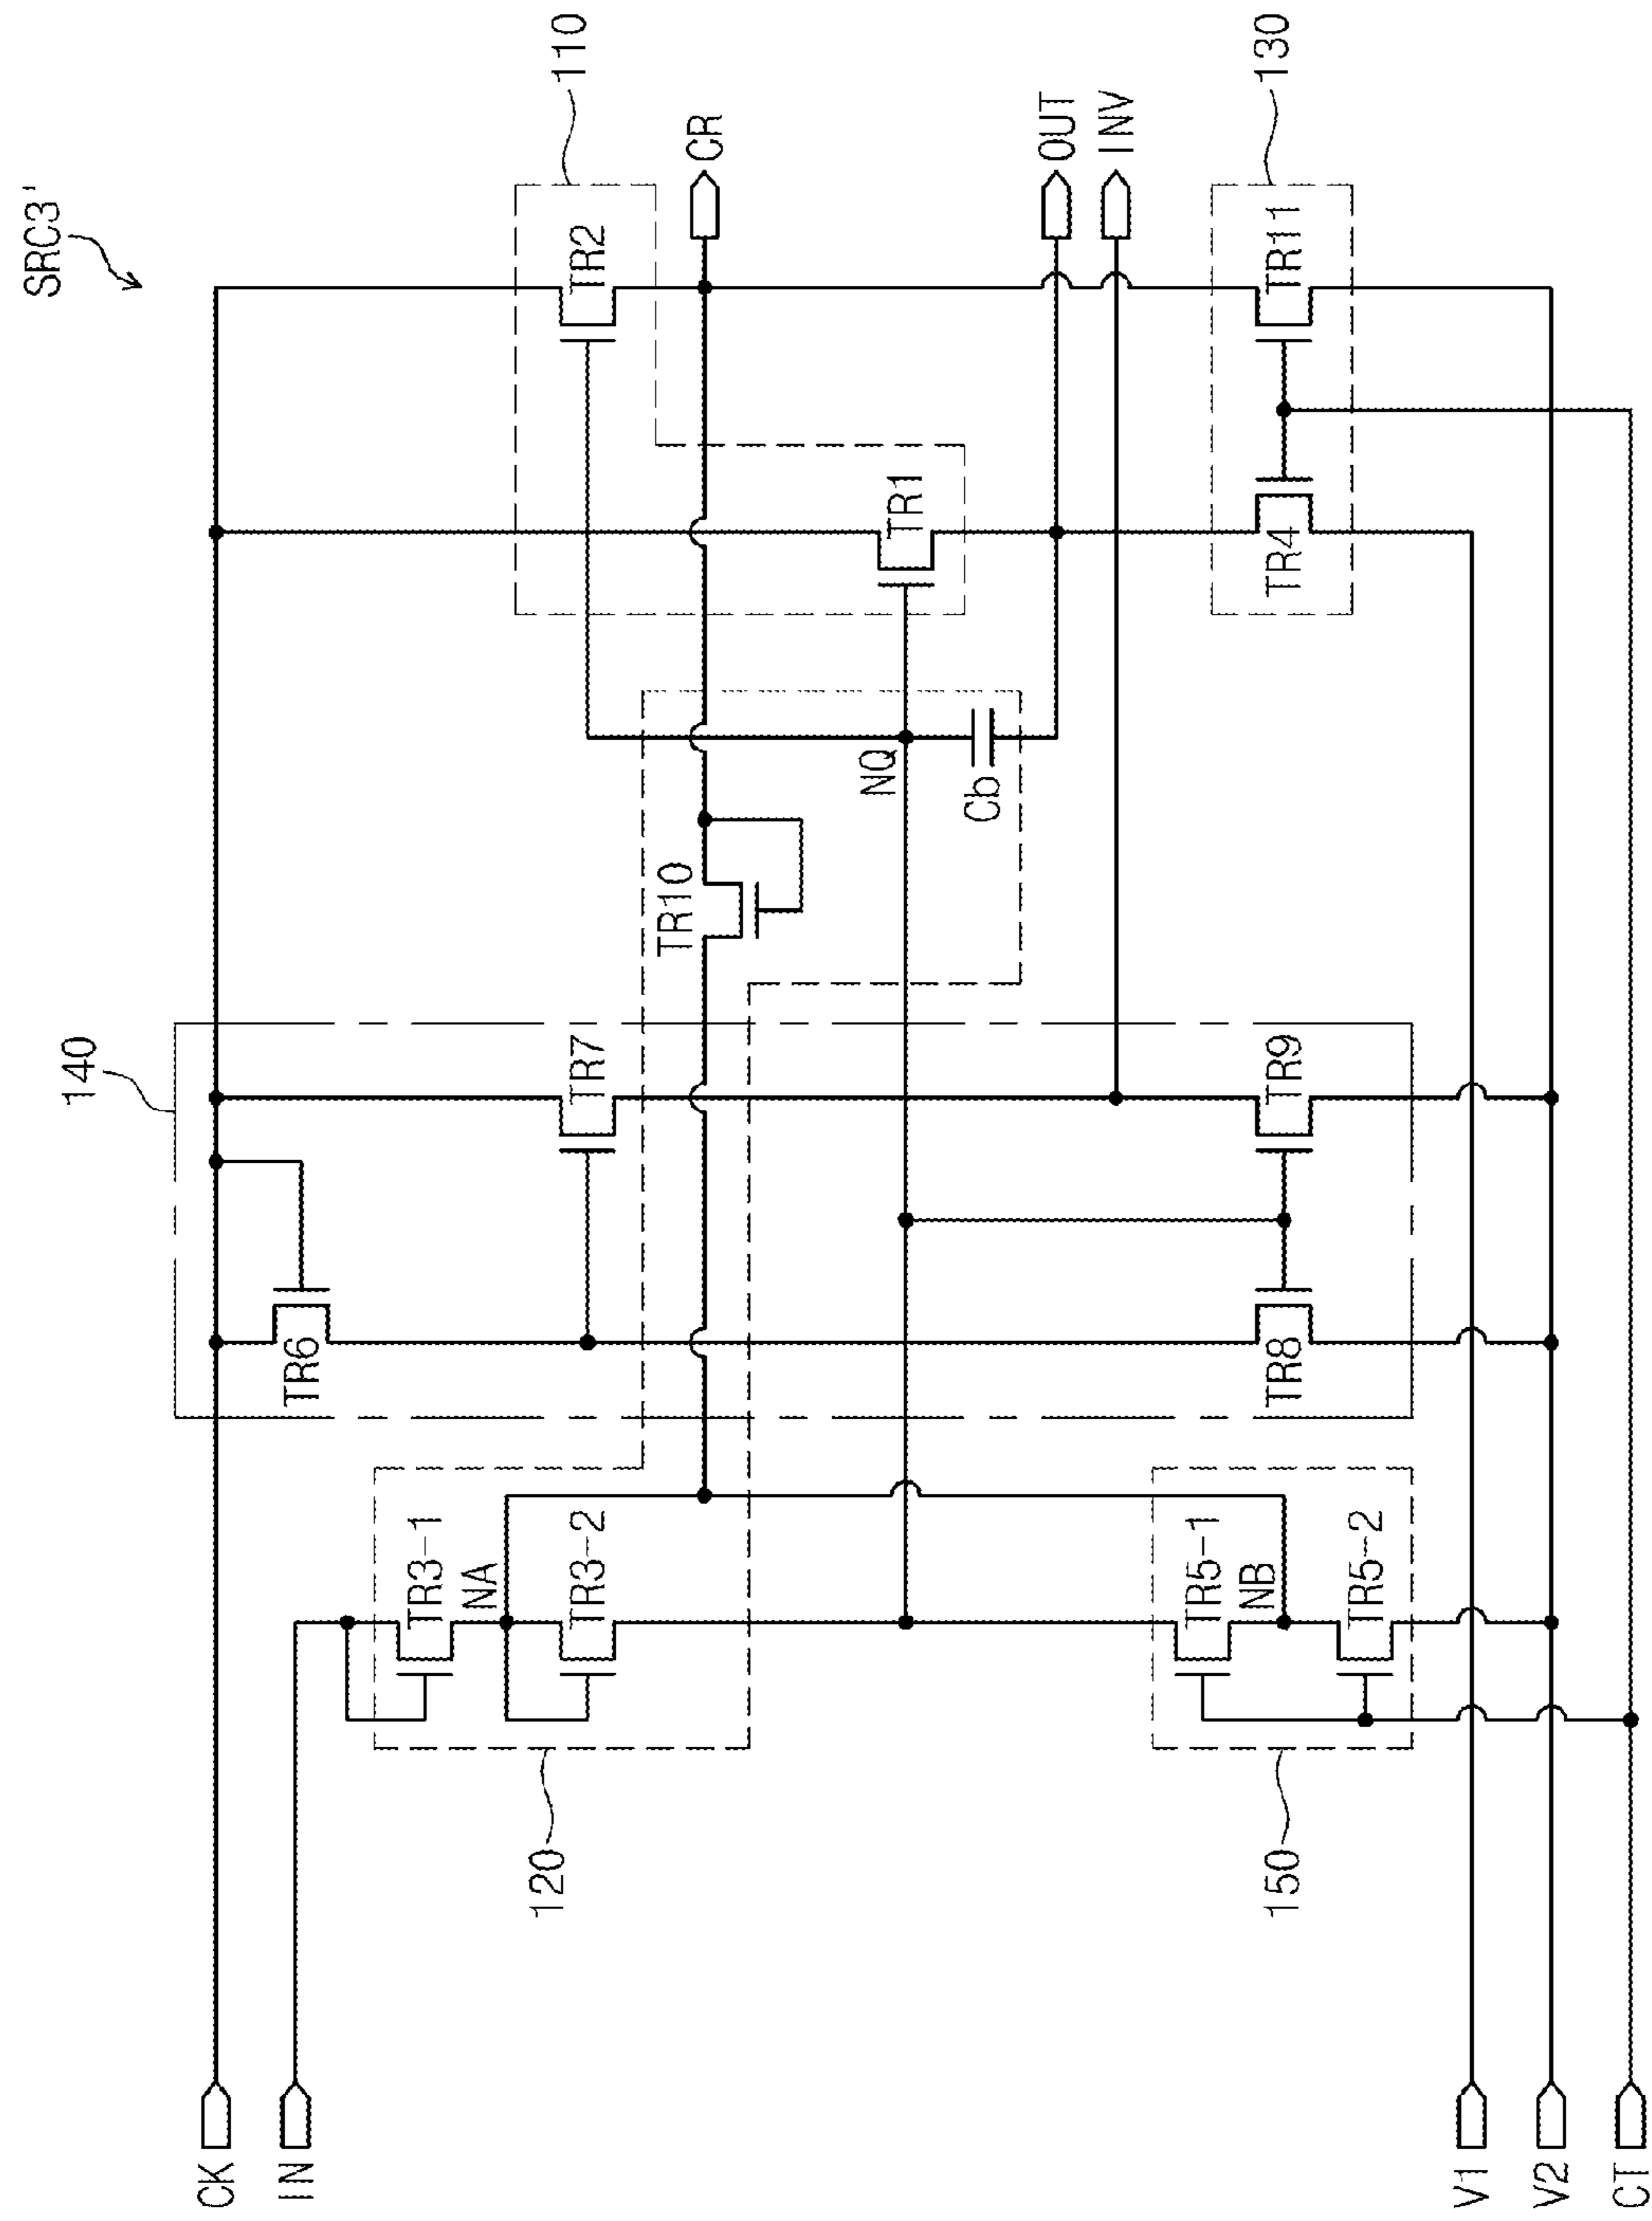 SRC3'
110
CR
OUT
INV
130
TR2
TR1
TR11
TR4
NQ
Cb
TR10
140
TR7
TR9
TR6
TR8
TR3-1
NA
TR3-2
TR5-1
NB
TR5-2
120
150
CK
IN
V1
V2
CT